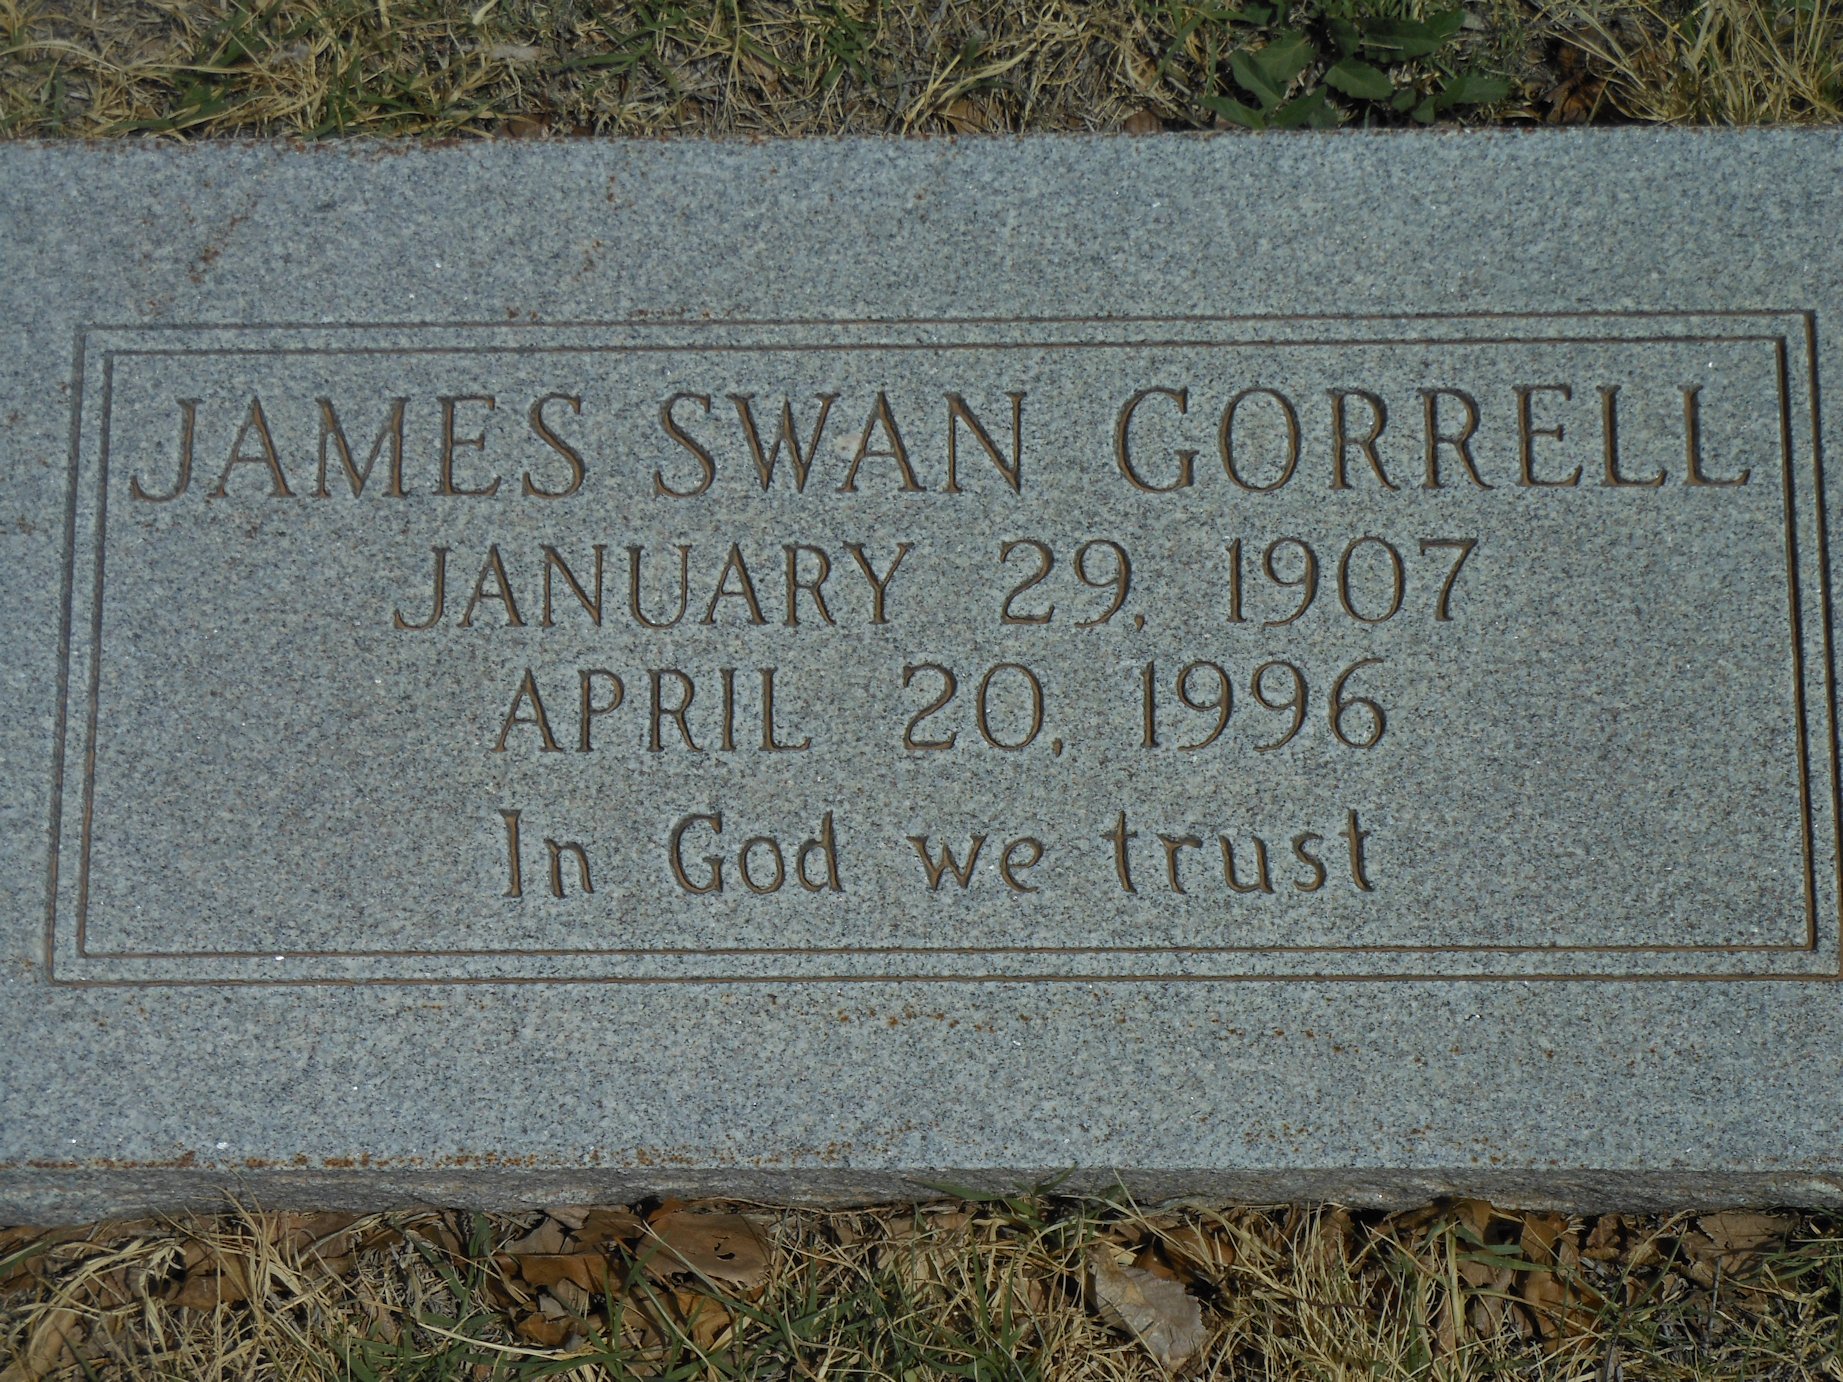 JAMES SWAN GORRELL
JANUARY 29, 1907
APRIL 20, 1996
In God we trust